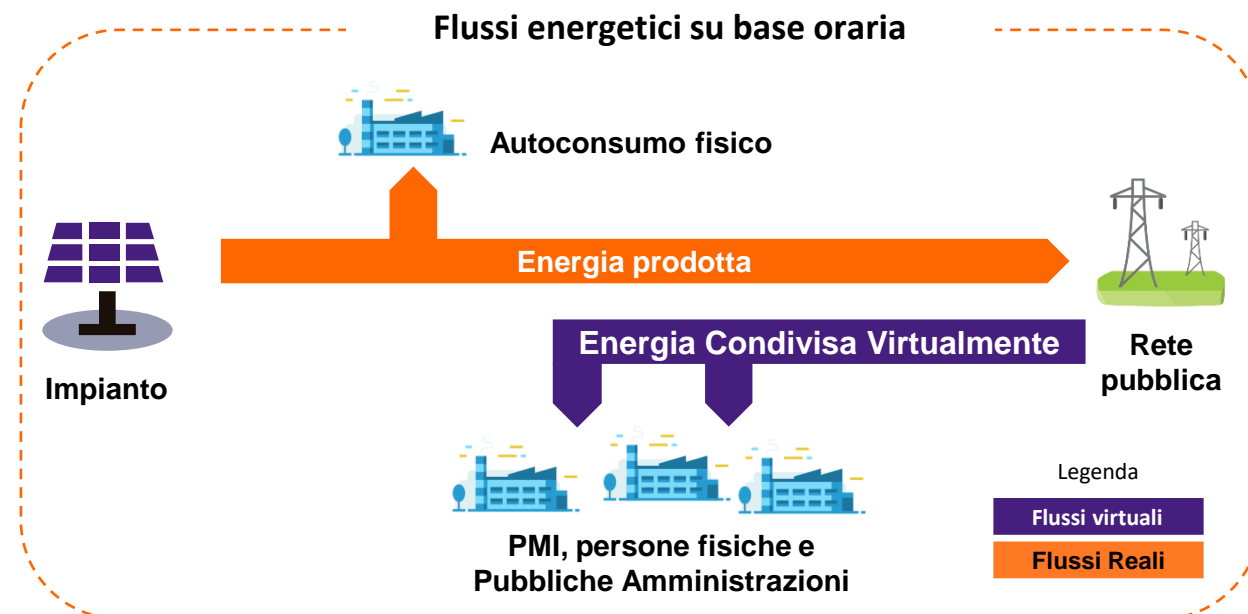 Flussi energetici su base oraria
Autoconsumo fisico
Energia prodotta
Energia Condivisa Virtualmente
Impianto
Rete
pubblica
PMI, persone fisiche e
Pubbliche Amministrazioni
Legenda
Flussi virtuali
Flussi Reali